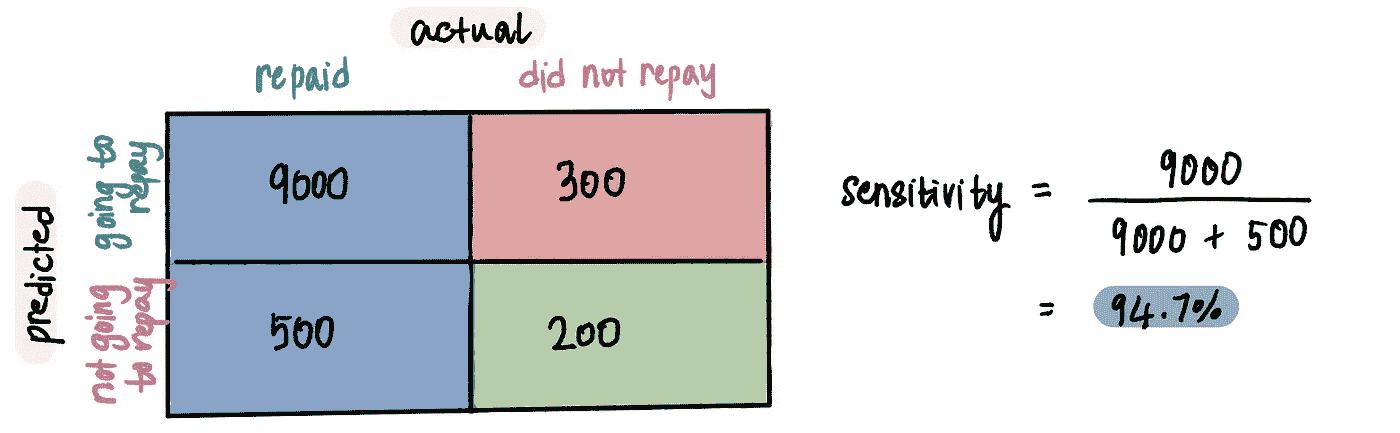 actual
repaid
did not repay
predicted
going to
repay
not going
to repay
9000
300
500
200
sensitivity = 9000
9000 + 500
= 94.7%